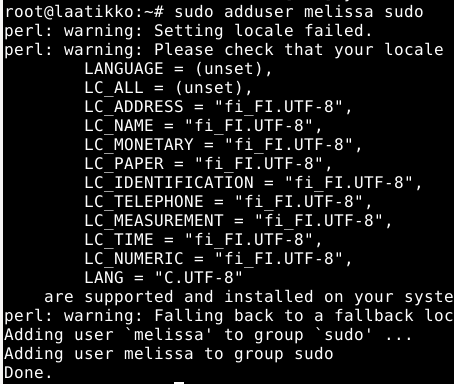 root@laatikko:~# sudo adduser melissa sudo
perl: warning: Setting locale failed.
perl: warning: Please check that your locale
LANGUAGE = (unset),
LC_ALL = (unset),
LC_ADDRESS = "fi_FI.UTF-8",
LC_NAME = "fi_FI.UTF-8",
LC_MONETARY = "fi_FI.UTF-8",
LC_PAPER = "fi_FI.UTF-8",
LC_IDENTIFICATION = "fi_FI.UTF-8",
LC_TELEPHONE = "fi_FI.UTF-8",
LC_MEASUREMENT = "fi_FI.UTF-8",
LC_TIME = "fi_FI.UTF-8",
LC_NUMERIC = "fi_FI.UTF-8",
LANG = "C.UTF-8"
are supported and installed on your syste
perl: warning: Falling back to a fallback loc
Adding user `melissa' to group `sudo' ...
Adding user melissa to group sudo
Done.